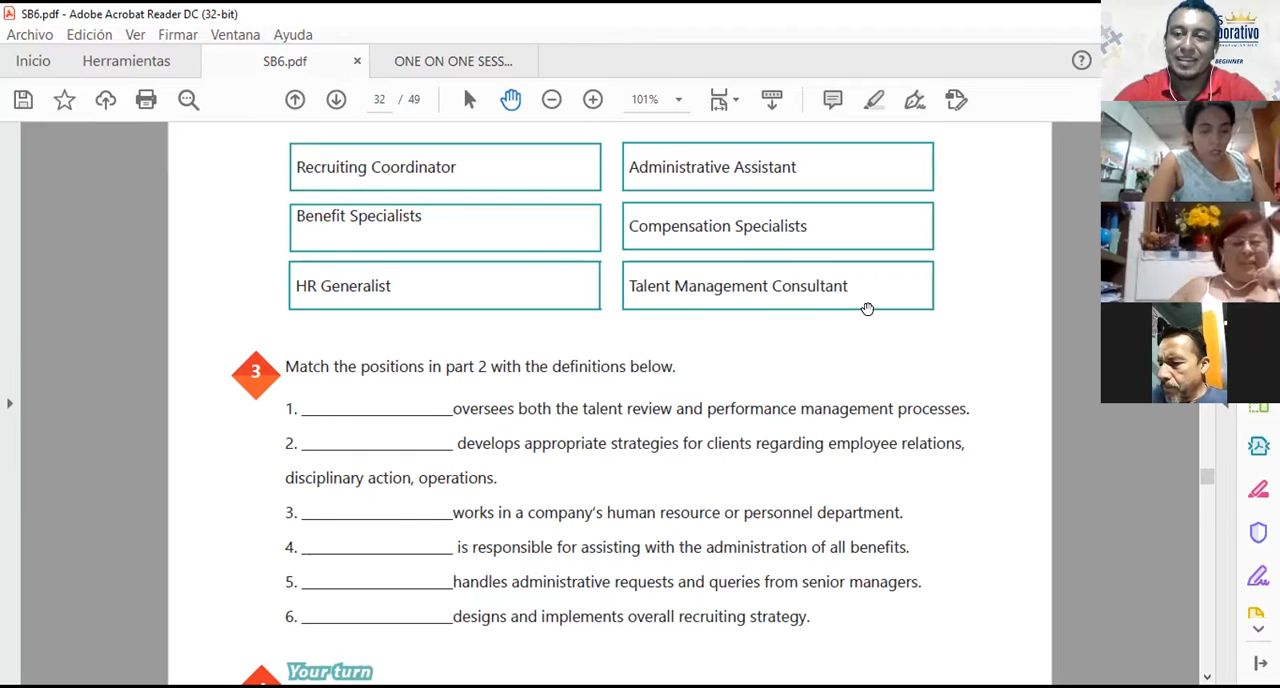 SB6.pdf - Adobe Acrobat Reader DC (32-bit)
Archivo Edición Ver Firmar Ventana Ayuda
Inicio Herramientas SB6.pdf × ONE ON ONE SESS...
32 / 49 101%
Recruiting Coordinator Administrative Assistant
Benefit Specialists Compensation Specialists
HR Generalist Talent Management Consultant
3 Match the positions in part 2 with the definitions below.
1. __________________oversees both the talent review and performance management processes.
2. __________________ develops appropriate strategies for clients regarding employee relations,
disciplinary action, operations.
3. __________________works in a company's human resource or personnel department.
4. __________________ is responsible for assisting with the administration of all benefits.
5. __________________handles administrative requests and queries from senior managers.
6. __________________designs and implements overall recruiting strategy.
Your turn
BEGINNER